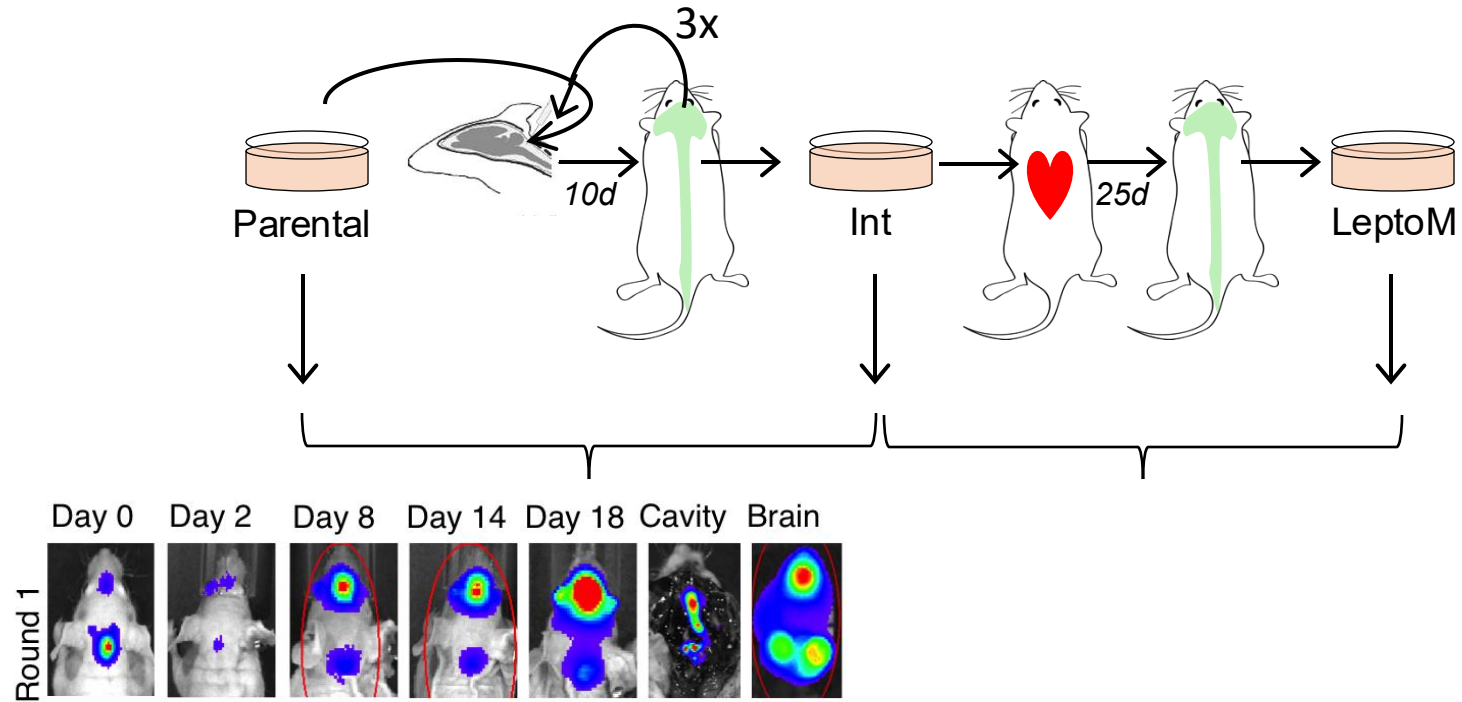 3x
10d
25d
Parental
Int
LeptoM
Day 0
Day 2
Day 8
Day 14
Day 18
Cavity
Brain
Round 1